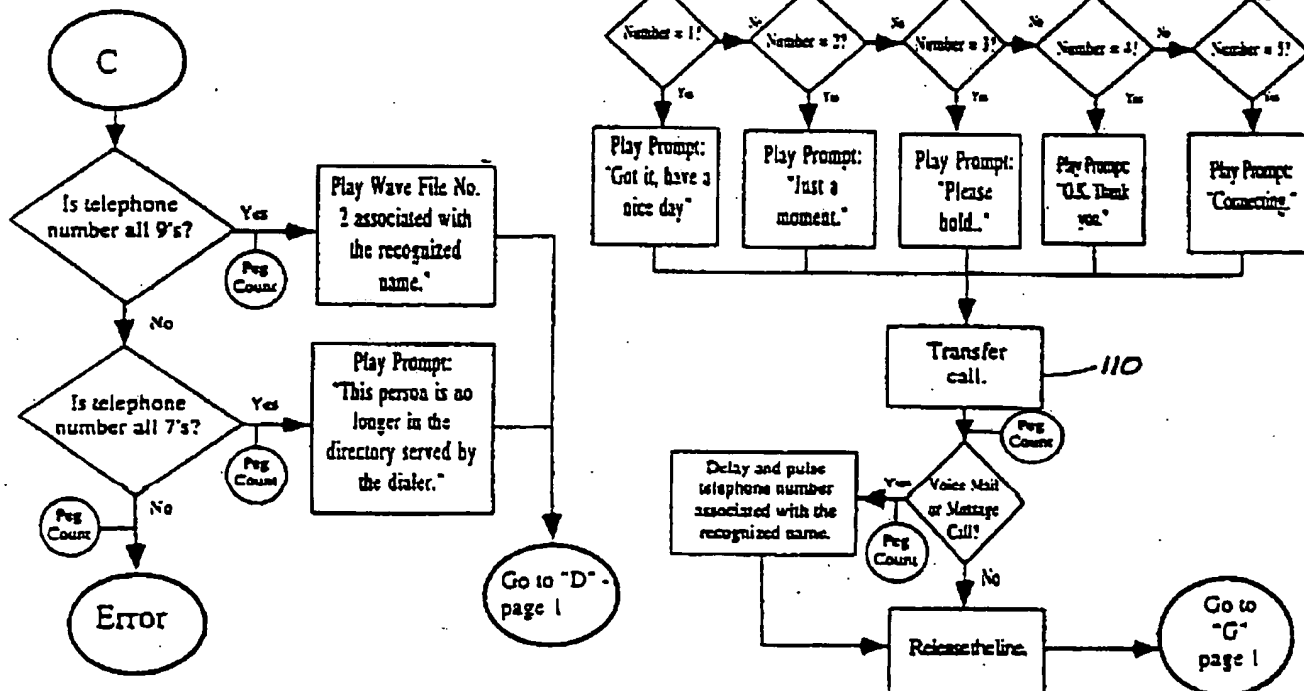 C
Is telephone
number all 9's?
Yes
Peg
Count
Play Wave File No.
2 associated with
the recognized
name."
No
Is telephone
number all 7's?
Yes
Peg
Count
Play Prompt:
"This person is no
longer in the
directory served by
the dialer."
No
Peg
Count
Error
Go to "D" -
page 1
Number = 1?
No
Number = 2?
No
Number = 3?
No
Number = 4?
No
Number = 5?
Yes
Yes
Yes
Yes
Yes
Play Prompt:
"Got it, have a
nice day"
Play Prompt:
"Just a
moment."
Play Prompt:
"Please
hold.."
Play Prompt:
"O.K. Thank
you."
Play Prompt:
"Connecting."
Transfer
call.
110
Peg
Count
Voice Mail
or Message
Call?
Yes
Peg
Count
Delay and pulse
telephone number
associated with the
recognized name.
No
Release the line.
Go to
"G"
page 1